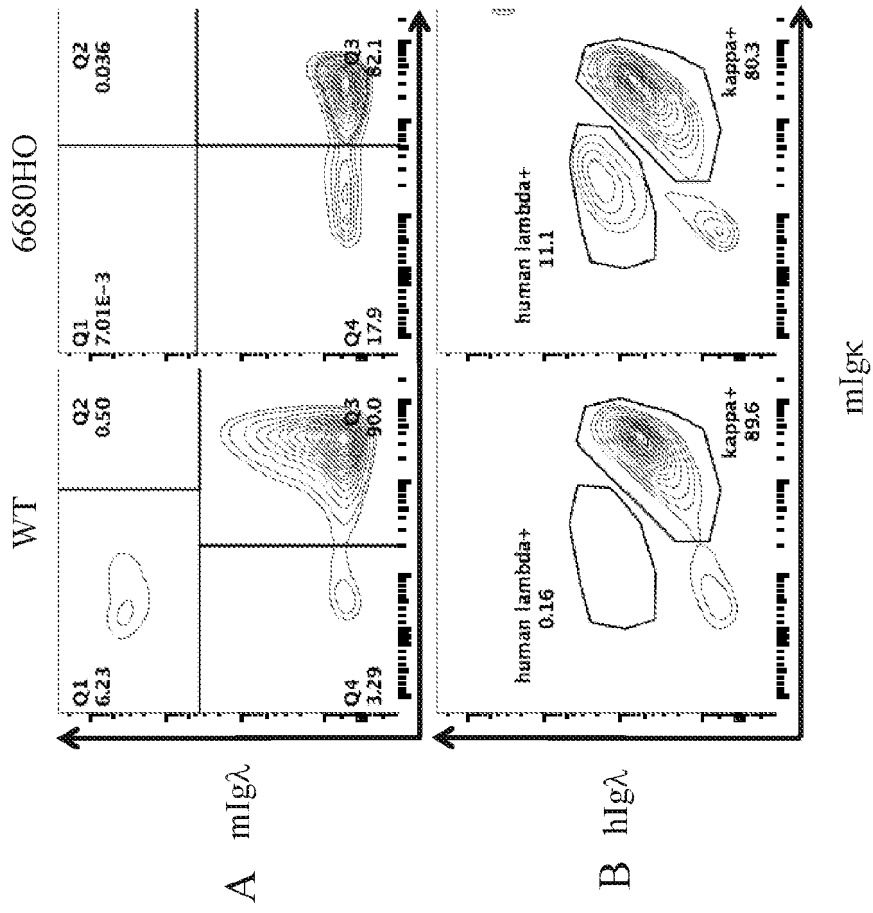 WT
6680HO
A
mIgλ
Q1
6.23
Q2
0.50
Q4
3.29
Q3
90.0
Q1
7.01E-3
Q2
0.036
Q4
17.9
Q3
82.1
B
hIgλ
human lambda+
0.16
kappa+
89.6
human lambda+
11.1
kappa+
80.3
mIgκ